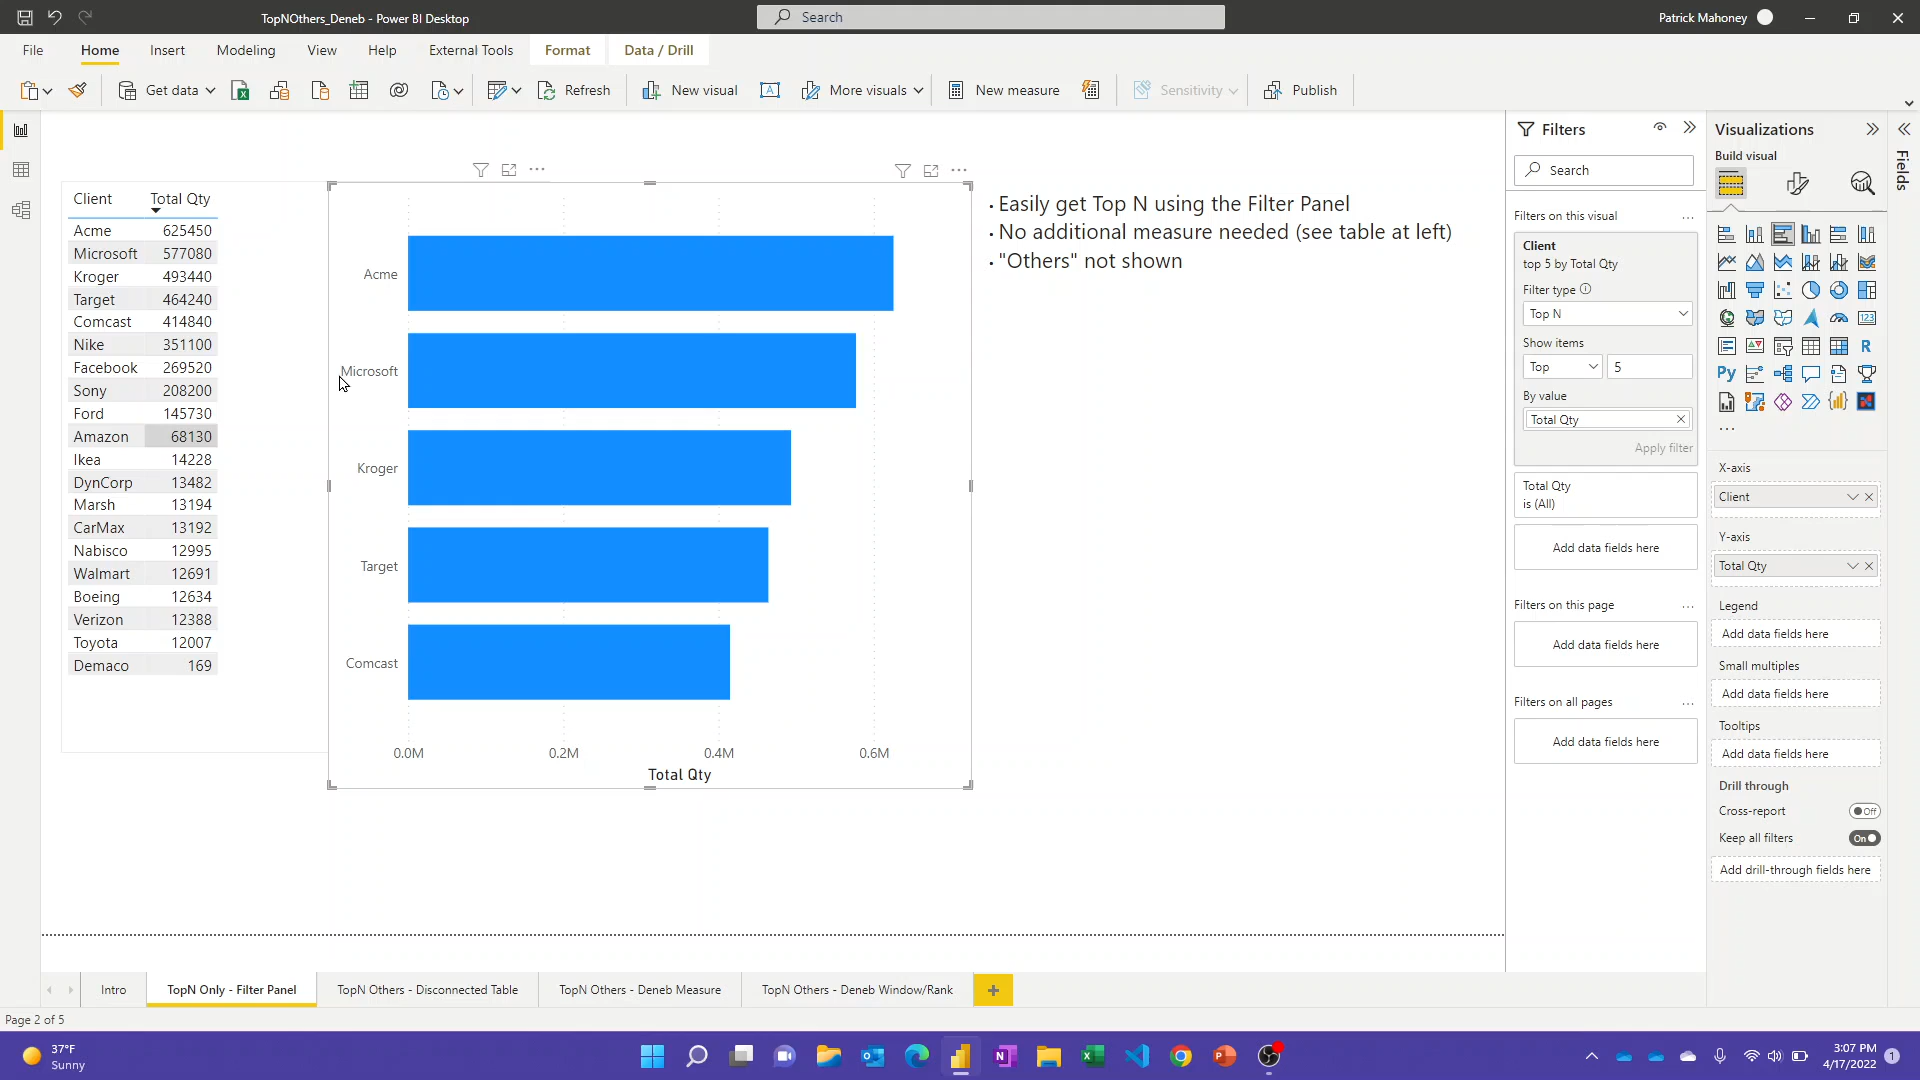 TopNOthers_Deneb - Power BI Desktop
Search
Patrick Mahoney
File
Home
Insert
Modeling
View
Help
External Tools
Format
Data / Drill
Get data
Refresh
New visual
More visuals
New measure
Sensitivity
Publish
Client Total Qty
Acme 625450
Microsoft 577080
Kroger 493440
Target 464240
Comcast 414840
Nike 351100
Facebook 269520
Sony 208200
Ford 145730
Amazon 68130
Ikea 14228
DynCorp 13482
Marsh 13194
CarMax 13192
Nabisco 12995
Walmart 12691
Boeing 12634
Verizon 12388
Toyota 12007
Demaco 169
Acme
Microsoft
Kroger
Target
Comcast
0.0M 0.2M 0.4M 0.6M
Total Qty
. Easily get Top N using the Filter Panel
. No additional measure needed (see table at left)
. "Others" not shown
Filters
Search
Filters on this visual
Client
top 5 by Total Qty
Filter type
Top N
Show items
Top 5
By value
Total Qty
Apply filter
Total Qty
is (All)
Add data fields here
Filters on this page
Add data fields here
Filters on all pages
Add data fields here
Visualizations
Build visual
123
R
Py
X-axis
Client
Y-axis
Total Qty
Legend
Add data fields here
Small multiples
Add data fields here
Tooltips
Add data fields here
Drill through
Cross-report Off
Keep all filters On
Add drill-through fields here
Fields
Intro
TopN Only - Filter Panel
TopN Others - Disconnected Table
TopN Others - Deneb Measure
TopN Others - Deneb Window/Rank
Page 2 of 5
37°F
Sunny
3:07 PM
4/17/2022
1